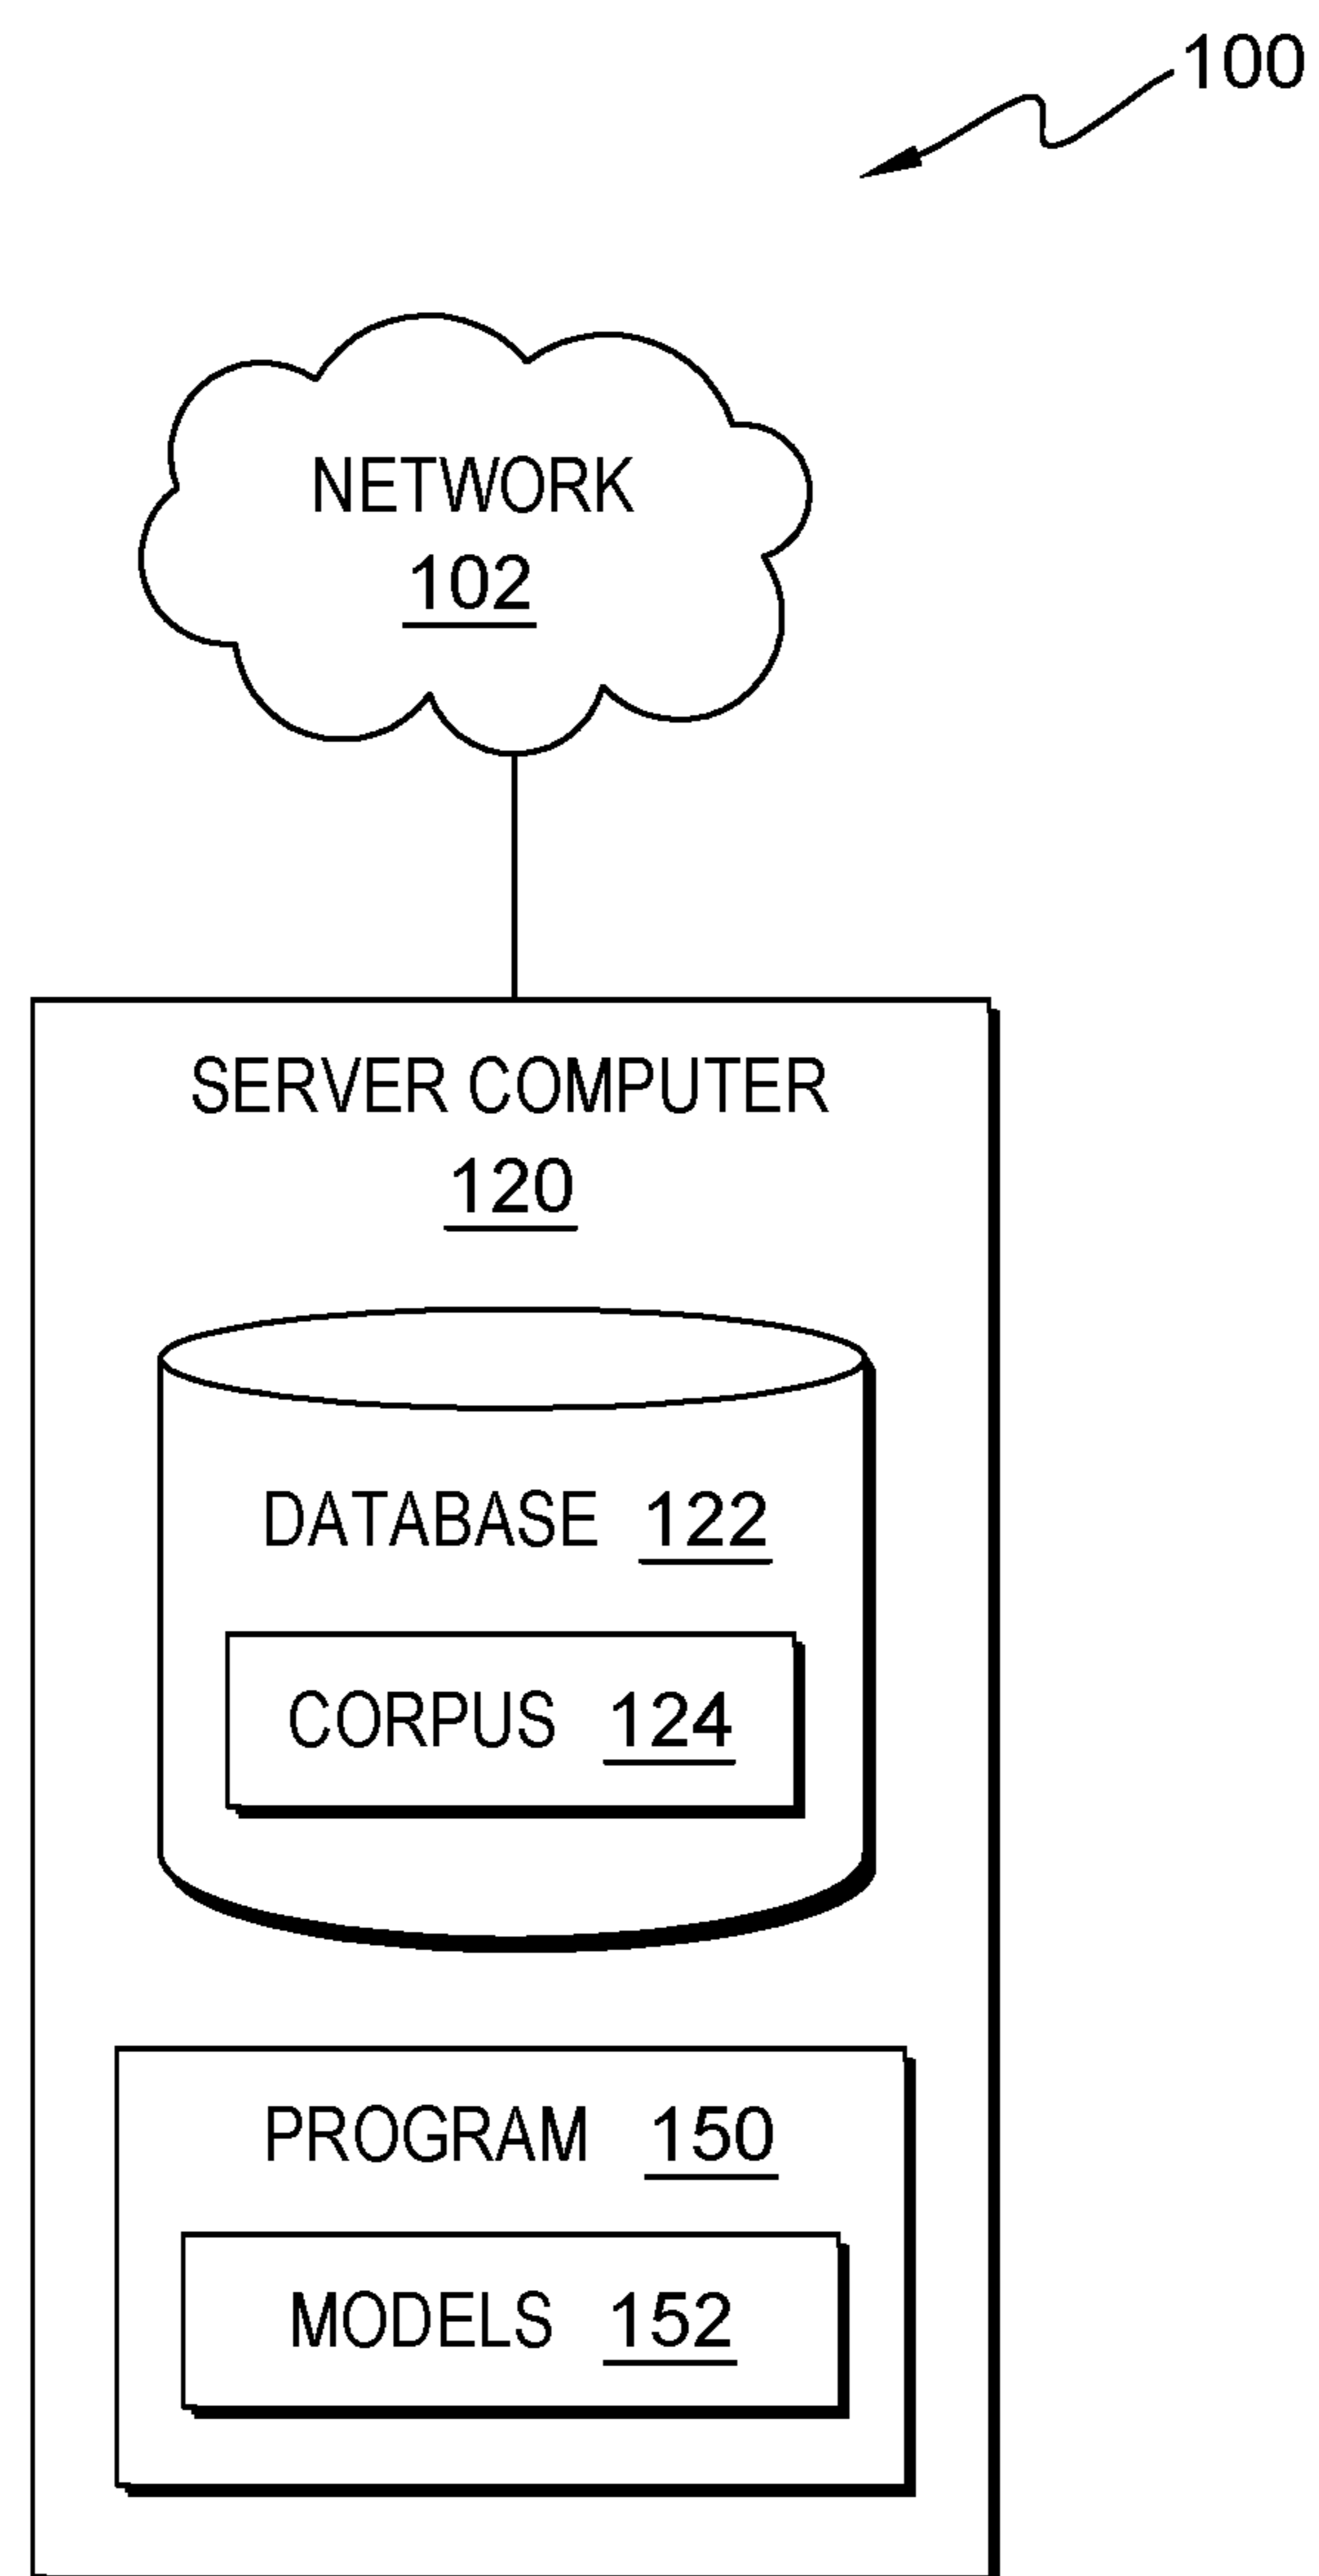 100
NETWORK
102
SERVER COMPUTER
120
DATABASE 122
CORPUS 124
PROGRAM 150
MODELS 152